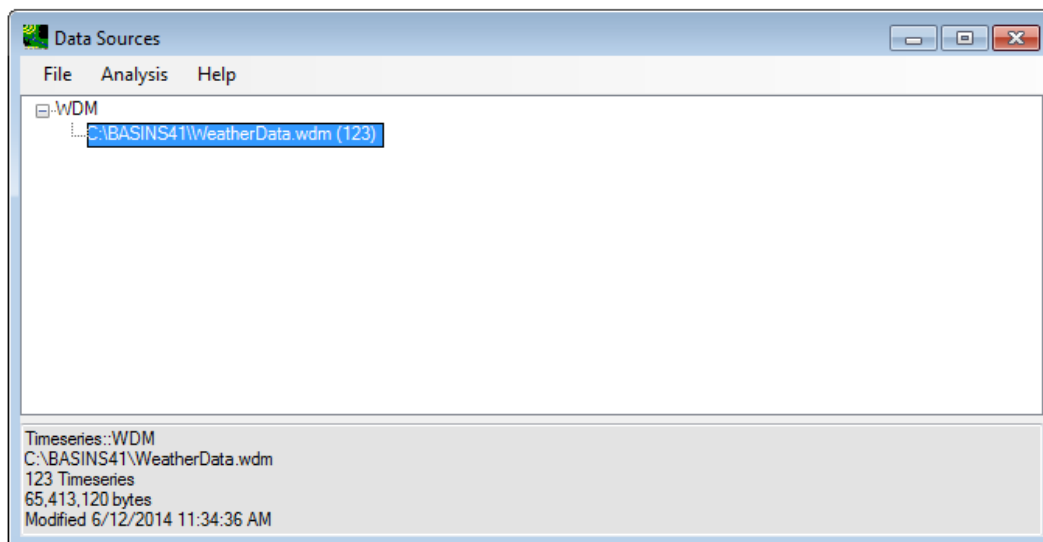 Data Sources
File Analysis Help
WDM
C:\BASINS41\WeatherData.wdm (123)
Timeseries::WDM
C:\BASINS41\WeatherData.wdm
123 Timeseries
65,413,120 bytes
Modified 6/12/2014 11:34:36 AM